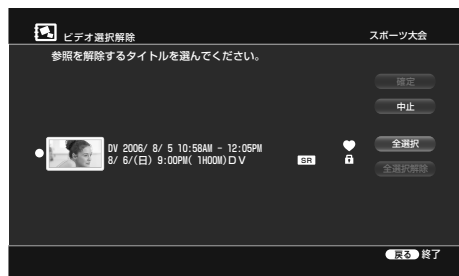 ビデオ選択解除
スポーツ大会
参照を解除するタイトルを選んでください。
確定
中止
DV 2006/ 8/ 5 10:58AM - 12:05PM
8/ 6/(日) 9:00PM( 1H00M)ＤＶ
SR
全選択
全選択解除
戻る 終了